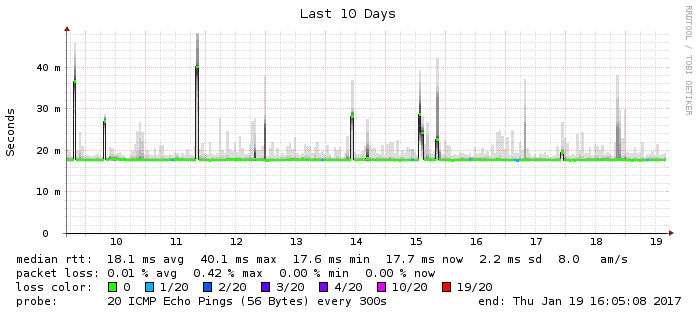 Last 10 Days
RRDTOOL / TOBI OETIKER
Seconds
40 m
30 m
20 m
10 m
0
10 11 12 13 14 15 16 17 18 19
median rtt: 18.1 ms avg 40.1 ms max 17.6 ms min 17.7 ms now 2.2 ms sd 8.0 am/s
packet loss: 0.01 % avg 0.42 % max 0.00 % min 0.00 % now
loss color: 0 1/20 2/20 3/20 4/20 10/20 19/20
probe: 20 ICMP Echo Pings (56 Bytes) every 300s end: Thu Jan 19 16:05:08 2017